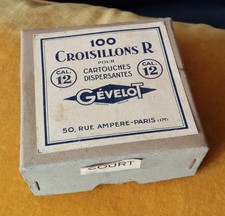 100
CROISILLONS R
POUR
CARTOUCHES
DISPERSANTES
CAL.
12
CAL.
12
GÉVELOT
50, RUE AMPÈRE-PARIS (17e)
COURT